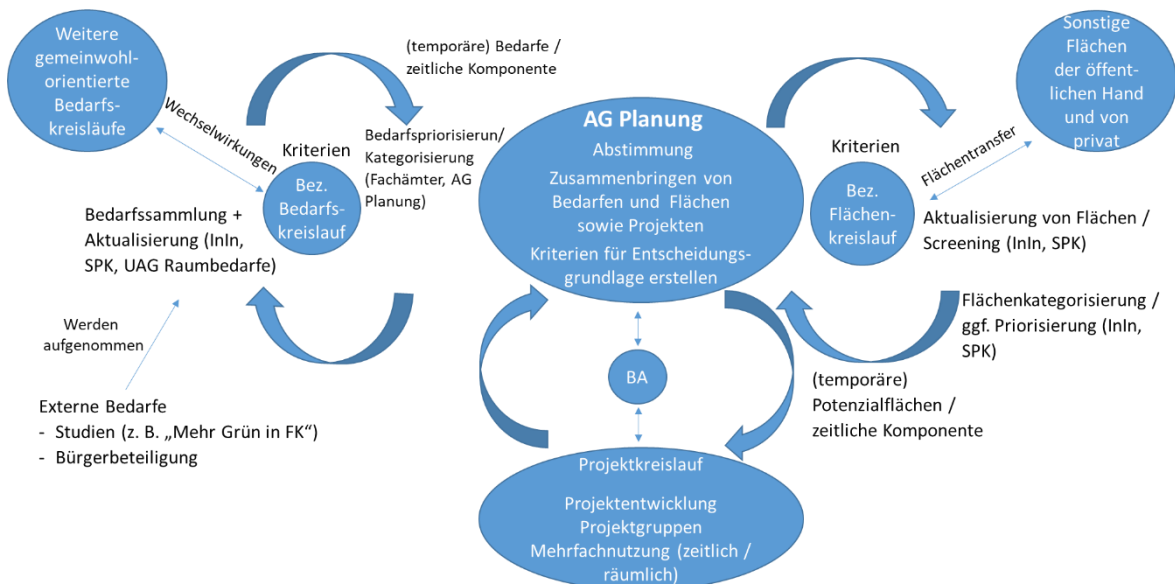 Weitere
gemeinwohl-
orientierte
Bedarfs-
kreisläufe
Wechselwirkungen
(temporäre) Bedarfe /
zeitliche Komponente
Kriterien
Bez.
Bedarfs-
kreislauf
Bedarfspriorisierun/
Kategorisierung
(Fachämter, AG
Planung)
Bedarfssammlung +
Aktualisierung (InIn,
SPK, UAG Raumbedarfe)
Werden
aufgenommen
Externe Bedarfe
- Studien (z. B. „Mehr Grün in FK“)
- Bürgerbeteiligung
AG Planung
Abstimmung
Zusammenbringen von
Bedarfen und Flächen
sowie Projekten
Kriterien für Entscheidungs-
grundlage erstellen
BA
Projektkreislauf
Projektentwicklung
Projektgruppen
Mehrfachnutzung (zeitlich /
räumlich)
Kriterien
Bez.
Flächen-
kreislauf
Flächentransfer
Sonstige
Flächen
der öffent-
lichen Hand
und von
privat
Aktualisierung von Flächen /
Screening (InIn, SPK)
Flächenkategorisierung /
ggf. Priorisierung (InIn,
SPK)
(temporäre)
Potenzialflächen /
zeitliche Komponente